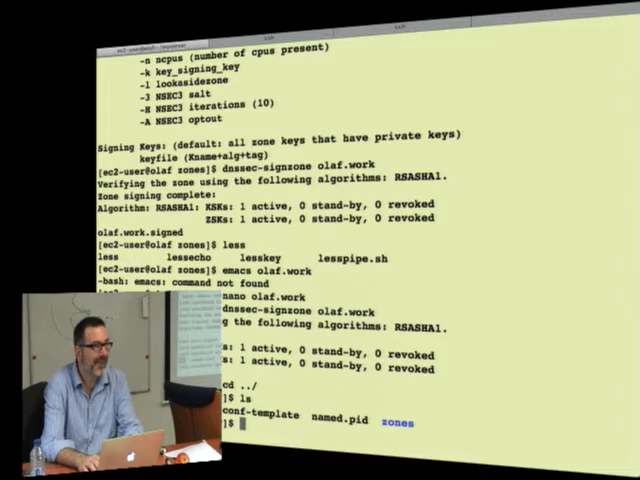 ec2-user@olaf:~/myserver
ssh
ssh
-n ncpus (number of cpus present)
-k key_signing_key
-l lookasidezone
-3 NSEC3 salt
-H NSEC3 iterations (10)
-A NSEC3 optout
Signing Keys: (default: all zone keys that have private keys)
keyfile (Kname+alg+tag)
[ec2-user@olaf zones]$ dnssec-signzone olaf.work
Verifying the zone using the following algorithms: RSASHA1.
Zone signing complete:
Algorithm: RSASHA1: KSKs: 1 active, 0 stand-by, 0 revoked
ZSKs: 1 active, 0 stand-by, 0 revoked
olaf.work.signed
[ec2-user@olaf zones]$ less
less lessecho lesskey lesspipe.sh
[ec2-user@olaf zones]$ emacs olaf.work
-bash: emacs: command not found
nano olaf.work
dnssec-signzone olaf.work
g the following algorithms: RSASHA1.
s: 1 active, 0 stand-by, 0 revoked
s: 1 active, 0 stand-by, 0 revoked
cd ../
]$ ls
conf-template named.pid zones
]$